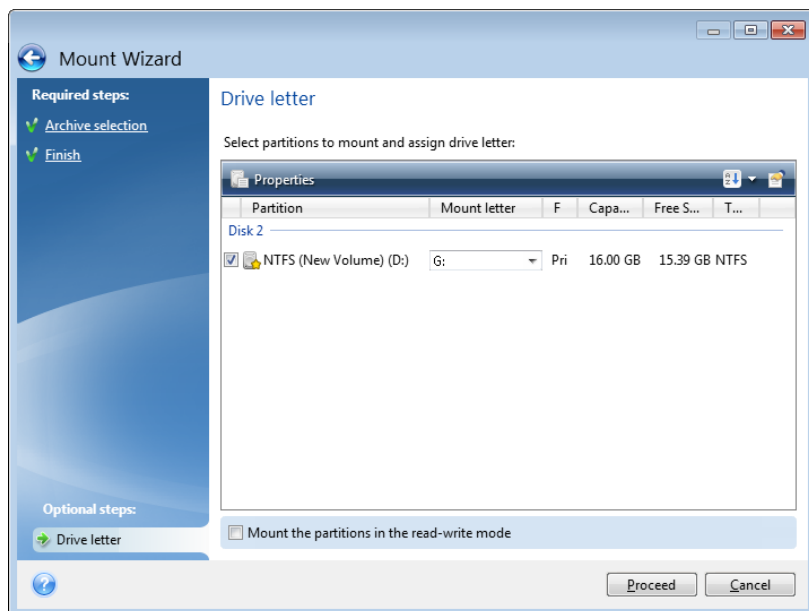 Mount Wizard
Required steps:
Archive selection
Finish
Optional steps:
Drive letter
Drive letter
Select partitions to mount and assign drive letter:
Properties
Partition Mount letter F Capa... Free S... T...
Disk 2
NTFS (New Volume) (D:) G: Pri 16.00 GB 15.39 GB NTFS
Mount the partitions in the read-write mode
Proceed Cancel